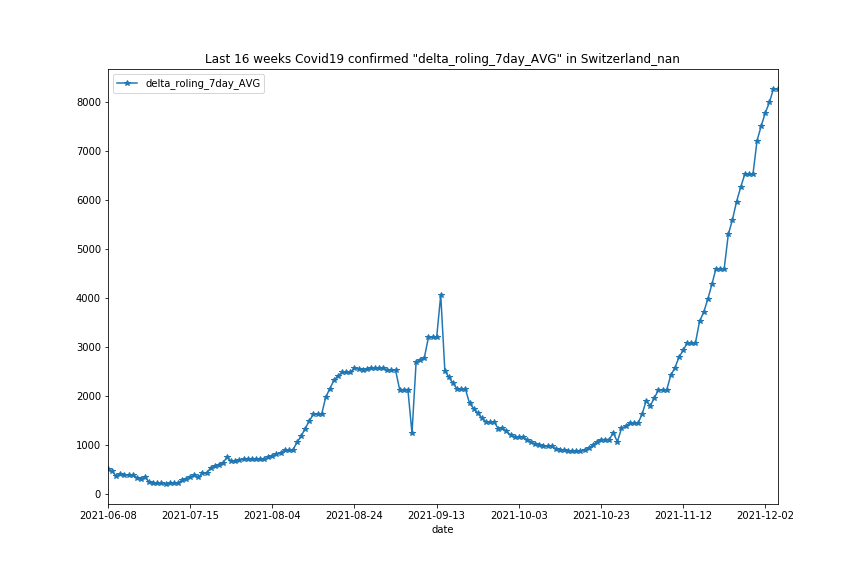 Last 16 weeks Covid19 confirmed "delta_roling_7day_AVG" in Switzerland_nan
delta_roling_7day_AVG
8000
7000
6000
5000
4000
3000
2000
1000
0
2021-06-08 2021-07-15 2021-08-04 2021-08-24 2021-09-13 2021-10-03 2021-10-23 2021-11-12 2021-12-02
date